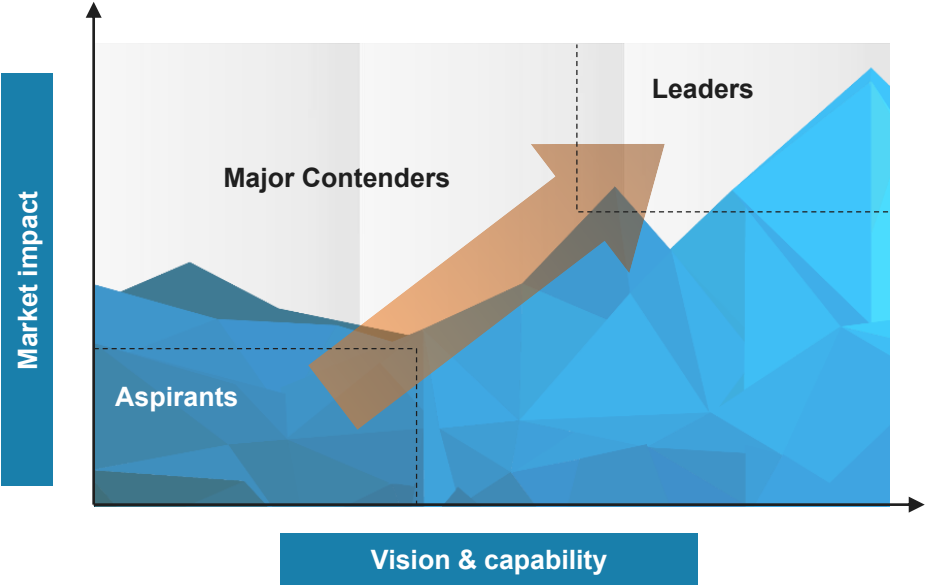 Leaders
Major Contenders
Market impact
Aspirants
Vision & capability